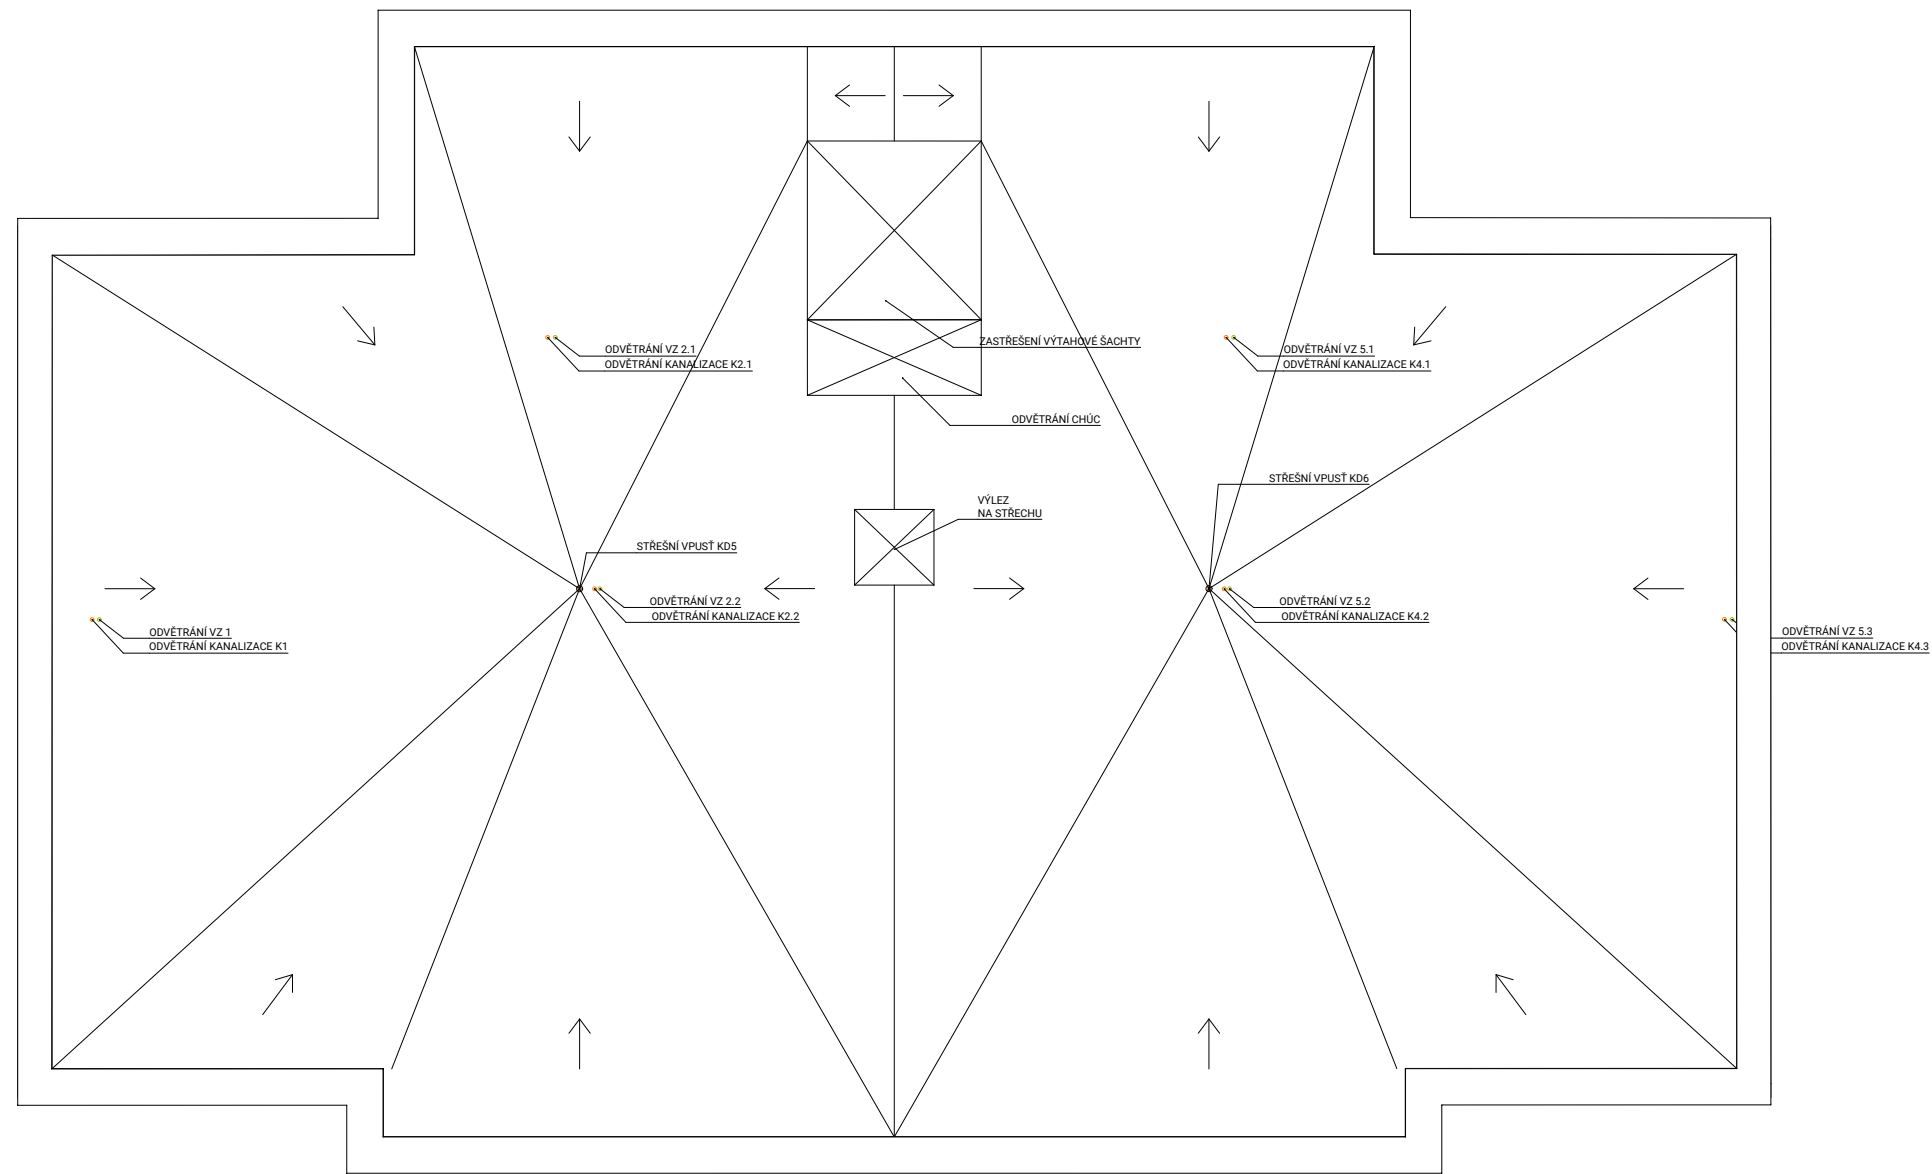 ODVĚTRÁNÍ VZ 2.1
ODVĚTRÁNÍ KANALIZACE K2.1
ZASTŘEŠENÍ VÝTAHOVÉ ŠACHTY
ODVĚTRÁNÍ VZ 5.1
ODVĚTRÁNÍ KANALIZACE K4.1
ODVĚTRÁNÍ CHÚC
STŘEŠNÍ VPUSŤ KD6
VÝLEZ
NA STŘECHU
STŘEŠNÍ VPUSŤ KD5
ODVĚTRÁNÍ VZ 2.2
ODVĚTRÁNÍ KANALIZACE K2.2
ODVĚTRÁNÍ VZ 5.2
ODVĚTRÁNÍ KANALIZACE K4.2
ODVĚTRÁNÍ VZ 1
ODVĚTRÁNÍ KANALIZACE K1
ODVĚTRÁNÍ VZ 5.3
ODVĚTRÁNÍ KANALIZACE K4.3